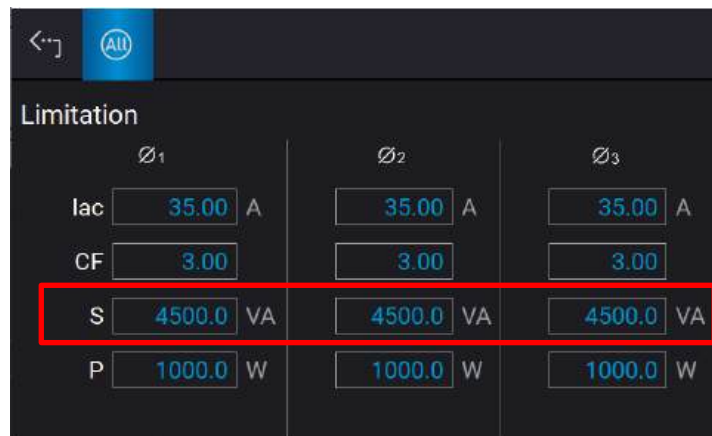 All
Limitation
Ø1 Ø2 Ø3
Iac 35.00 A 35.00 A 35.00 A
CF 3.00 3.00 3.00
S 4500.0 VA 4500.0 VA 4500.0 VA
P 1000.0 W 1000.0 W 1000.0 W